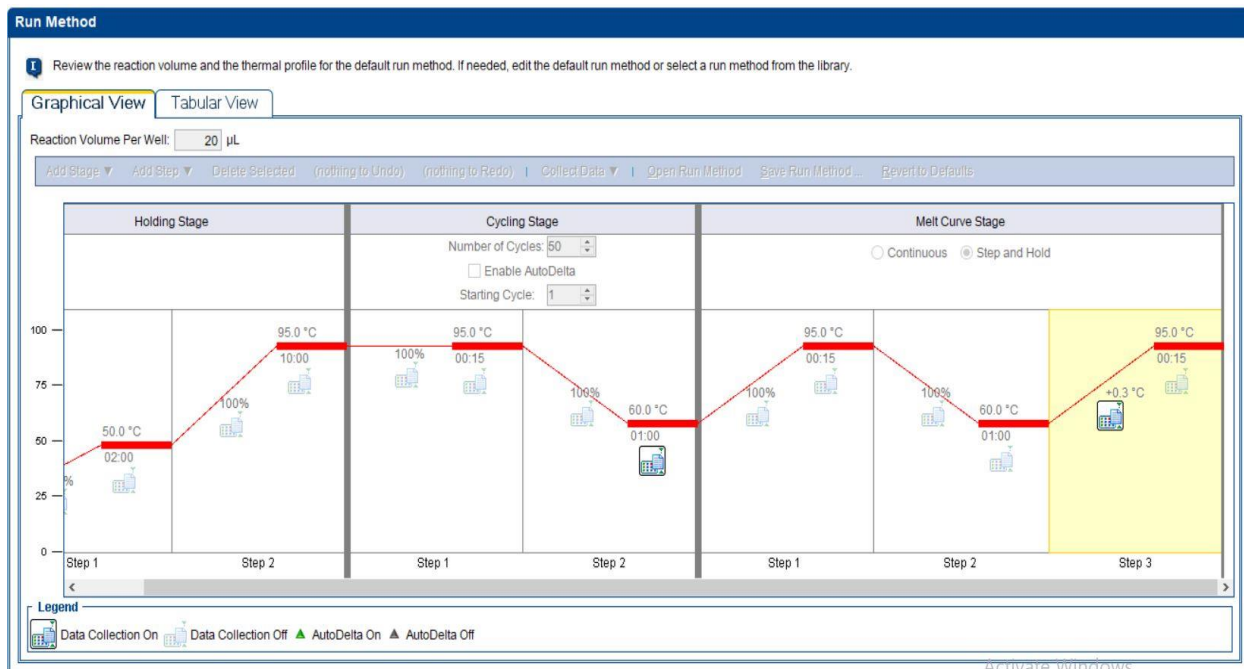 Run Method
Review the reaction volume and the thermal profile for the default run method. If needed, edit the default run method or select a run method from the library.
Graphical View Tabular View
Reaction Volume Per Well: 20 µL
Add Stage ▼ Add Step ▼ Delete Selected (nothing to Undo) (nothing to Redo) | Collect Data ▼ | Open Run Method Save Run Method ... Revert to Defaults
Holding Stage Cycling Stage Melt Curve Stage
Number of Cycles: 50
Continuous Step and Hold
Enable AutoDelta
Starting Cycle: 1
100
95.0 °C 95.0 °C 95.0 °C 95.0 °C
10:00 100% 00:15 00:15 00:15
75
100% 100% 100% 100% +0.3 °C
50.0 °C 60.0 °C 60.0 °C
50
02:00 01:00 01:00
%
25
0
Step 1 Step 2 Step 1 Step 2 Step 1 Step 2 Step 3
Legend
Data Collection On Data Collection Off AutoDelta On AutoDelta Off
Activate Windows